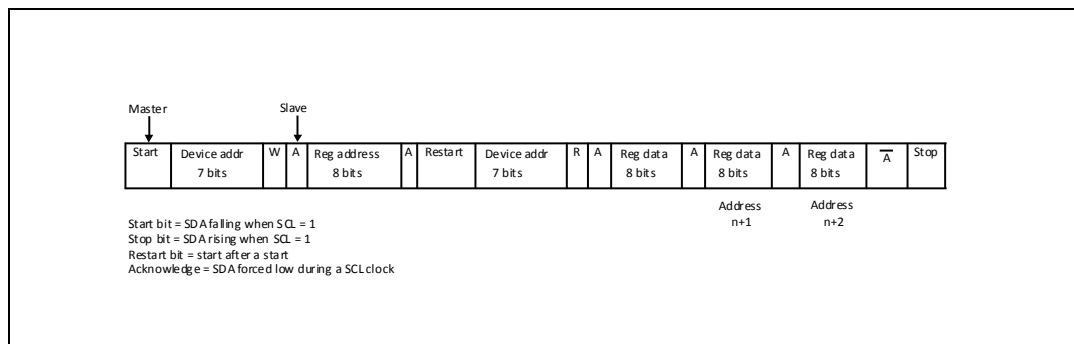 Master Slave
Start Device addr W A Reg address A Restart Device addr R A Reg data A Reg data A Reg data A Stop
7 bits 8 bits 7 bits 8 bits 8 bits 8 bits
Address Address
n+1 n+2
Start bit = SDA falling when SCL = 1
Stop bit = SDA rising when SCL = 1
Restart bit = start after a start
Acknowledge = SDA forced low during a SCL clock